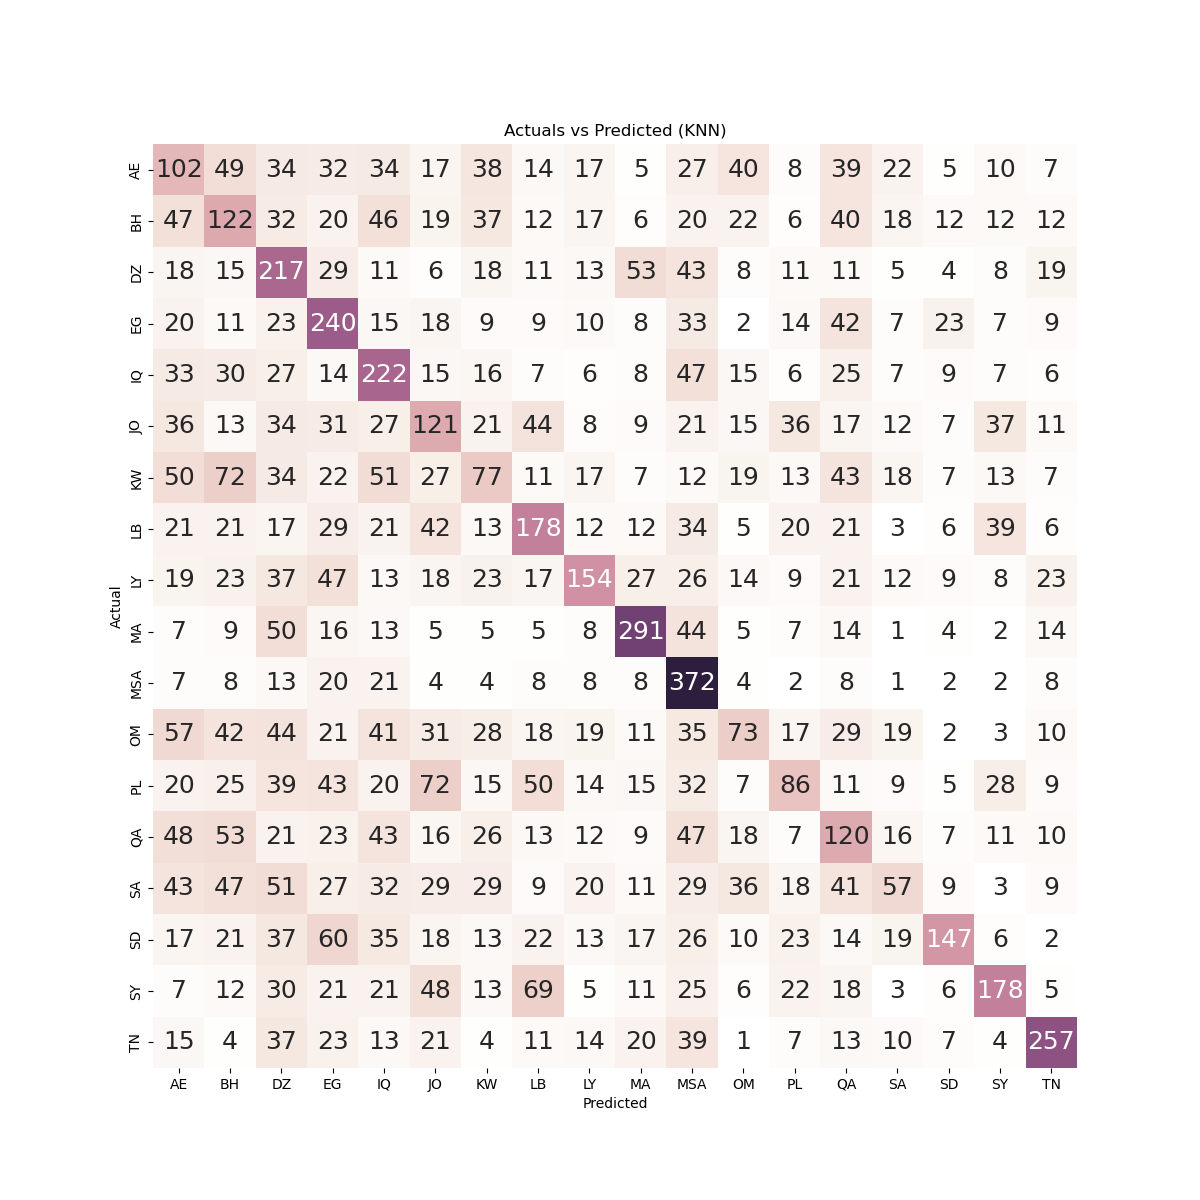 Actuals vs Predicted (KNN)
AE 102 49 34 32 34 17 38 14 17 5 27 40 8 39 22 5 10 7
BH 47 122 32 20 46 19 37 12 17 6 20 22 6 40 18 12 12 12
DZ 18 15 217 29 11 6 18 11 13 53 43 8 11 11 5 4 8 19
EG 20 11 23 240 15 18 9 9 10 8 33 2 14 42 7 23 7 9
IQ 33 30 27 14 222 15 16 7 6 8 47 15 6 25 7 9 7 6
JO 36 13 34 31 27 121 21 44 8 9 21 15 36 17 12 7 37 11
KW 50 72 34 22 51 27 77 11 17 7 12 19 13 43 18 7 13 7
LB 21 21 17 29 21 42 13 178 12 12 34 5 20 21 3 6 39 6
LY 19 23 37 47 13 18 23 17 154 27 26 14 9 21 12 9 8 23
Actual
MA 7 9 50 16 13 5 5 5 8 291 44 5 7 14 1 4 2 14
MSA 7 8 13 20 21 4 4 8 8 8 372 4 2 8 1 2 2 8
OM 57 42 44 21 41 31 28 18 19 11 35 73 17 29 19 2 3 10
PL 20 25 39 43 20 72 15 50 14 15 32 7 86 11 9 5 28 9
QA 48 53 21 23 43 16 26 13 12 9 47 18 7 120 16 7 11 10
SA 43 47 51 27 32 29 29 9 20 11 29 36 18 41 57 9 3 9
SD 17 21 37 60 35 18 13 22 13 17 26 10 23 14 19 147 6 2
SY 7 12 30 21 21 48 13 69 5 11 25 6 22 18 3 6 178 5
TN 15 4 37 23 13 21 4 11 14 20 39 1 7 13 10 7 4 257
AE BH DZ EG IQ JO KW LB LY MA MSA OM PL QA SA SD SY TN
Predicted